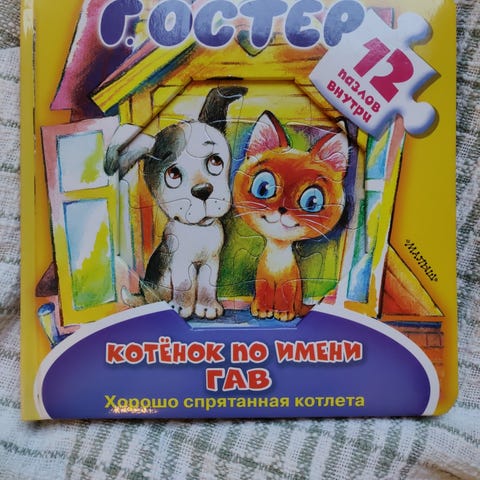 Г. ОСТЕР
12
пазлов
внутри
•МАЛЫШ•
КОТЁНОК ПО ИМЕНИ
ГАВ
Хорошо спрятанная котлета